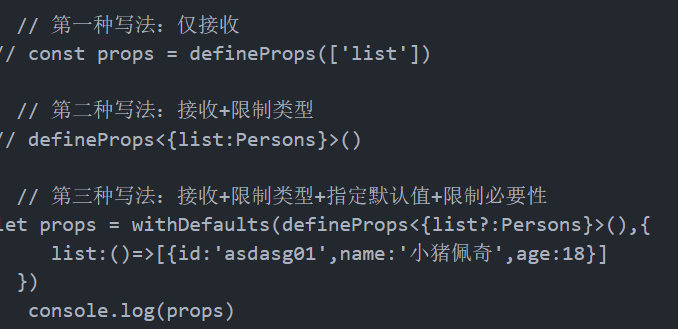 // 第一种写法：仅接收
// const props = defineProps(['list'])
// 第二种写法：接收+限制类型
// defineProps<{list:Persons}>()
// 第三种写法：接收+限制类型+指定默认值+限制必要性
let props = withDefaults(defineProps<{list?:Persons}>(),{
list:()=>[{id:'asdasg01',name:'小猪佩奇',age:18}]
})
console.log(props)